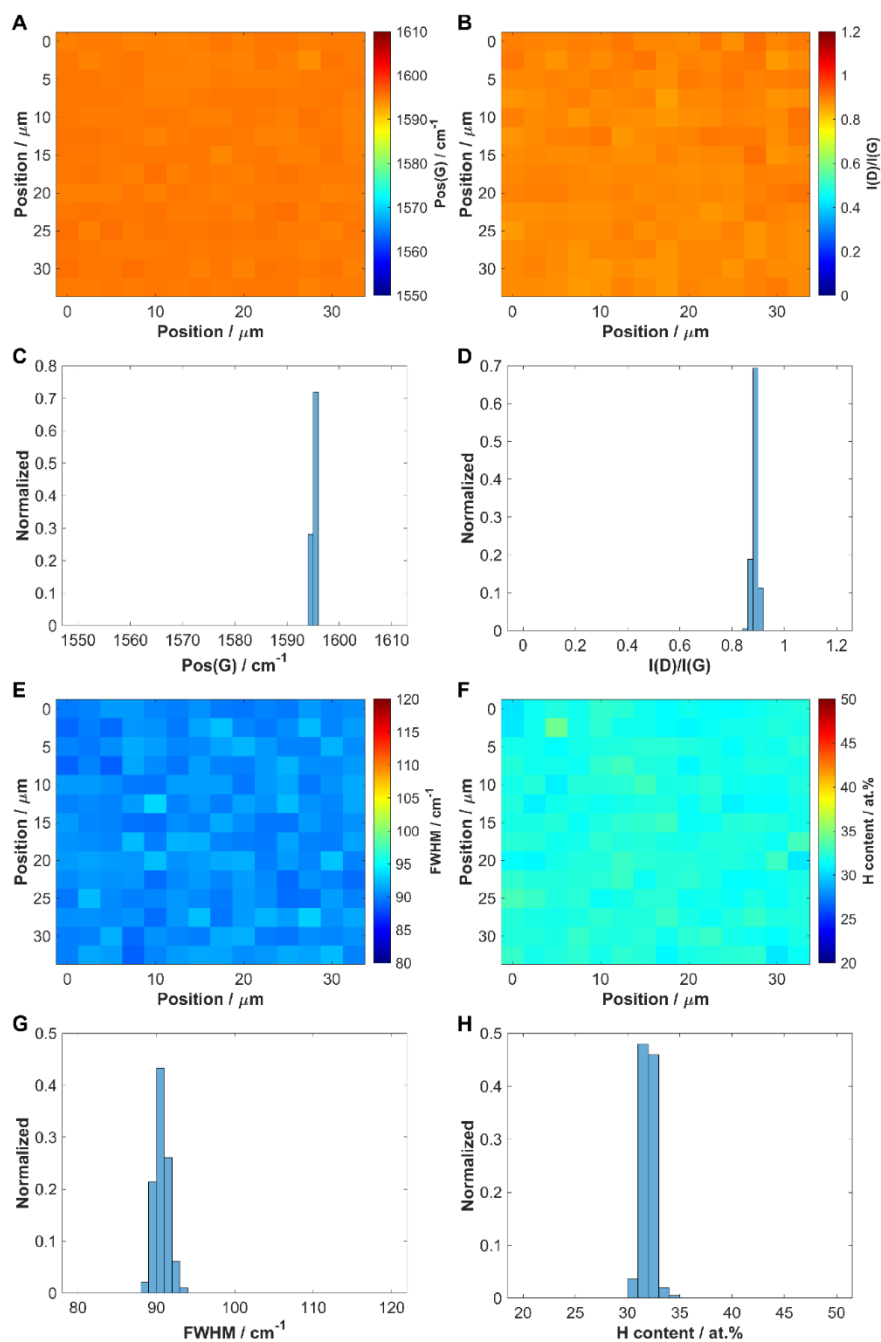 A
0
5
10
15
20
25
30
Position / μm
0 10 20 30
Position / μm
1610
1600
1590
1580
1570
1560
1550
Pos(G) / cm⁻¹
B
0
5
10
15
20
25
30
Position / μm
0 10 20 30
Position / μm
1.2
1
0.8
0.6
0.4
0.2
0
I(D)/I(G)
C
0.8
0.7
0.6
0.5
0.4
0.3
0.2
0.1
0
Normalized
1550 1560 1570 1580 1590 1600 1610
Pos(G) / cm⁻¹
D
0.7
0.6
0.5
0.4
0.3
0.2
0.1
0
Normalized
0 0.2 0.4 0.6 0.8 1 1.2
I(D)/I(G)
E
0
5
10
15
20
25
30
Position / μm
0 10 20 30
Position / μm
120
115
110
105
100
95
90
85
80
FWHM / cm⁻¹
F
0
5
10
15
20
25
30
Position / μm
0 10 20 30
Position / μm
50
45
40
35
30
25
20
H content / at.%
G
0.5
0.4
0.3
0.2
0.1
0
Normalized
80 90 100 110 120
FWHM / cm⁻¹
H
0.5
0.4
0.3
0.2
0.1
0
Normalized
20 25 30 35 40 45 50
H content / at.%